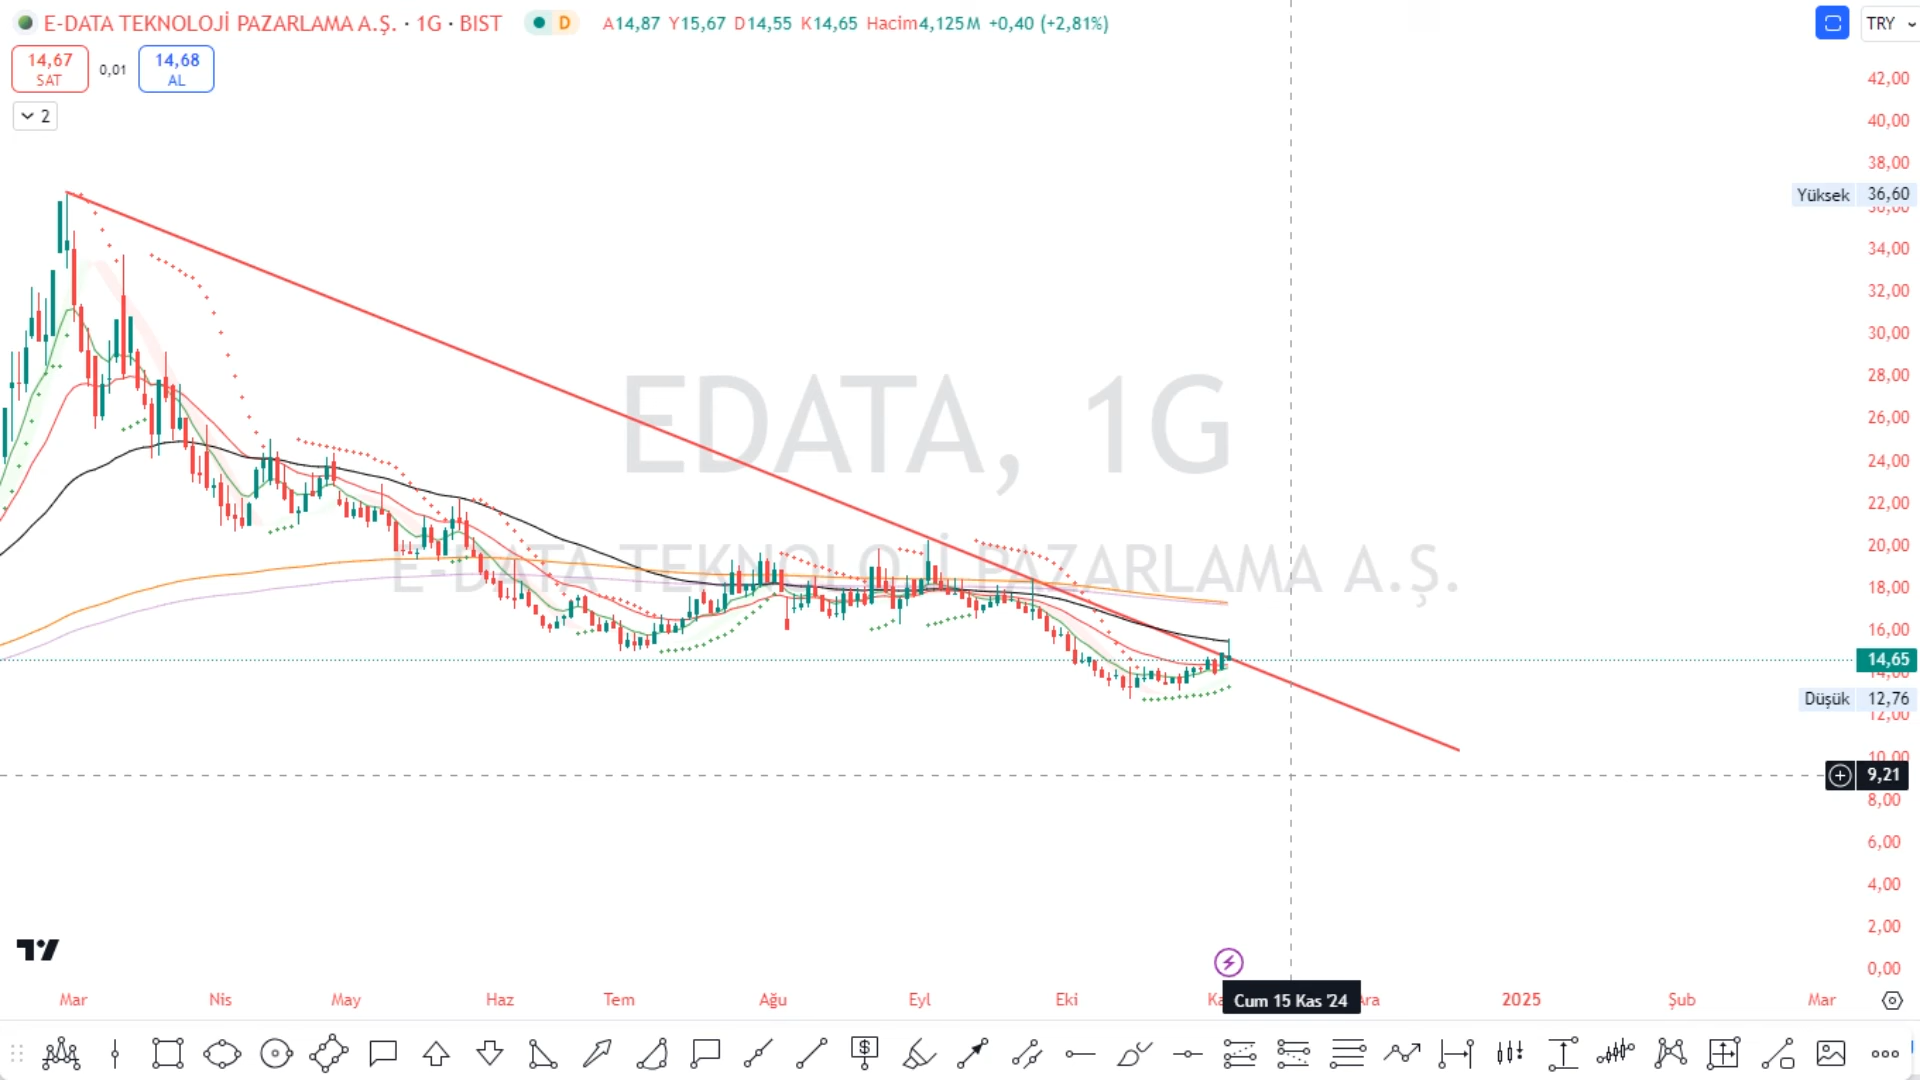 E-DATA TEKNOLOJİ PAZARLAMA A.Ş. · 1G · BIST D A14,87 Y15,67 D14,55 K14,65 Hacim4,125M +0,40 (+2,81%) TRY
14,67 0,01 14,68
SAT AL
2
42,00
40,00
38,00
Yüksek 36,60
34,00
32,00
30,00
28,00
26,00
24,00
22,00
20,00
18,00
16,00
14,65
Düşük 12,76
12,00
10,00
9,21
8,00
6,00
4,00
2,00
0,00
EDATA, 1G
E-DATA TEKNOLOJİ PAZARLAMA A.Ş.
Mar Nis May Haz Tem Ağu Eyl Eki Cum 15 Kas '24 2025 Şub Mar